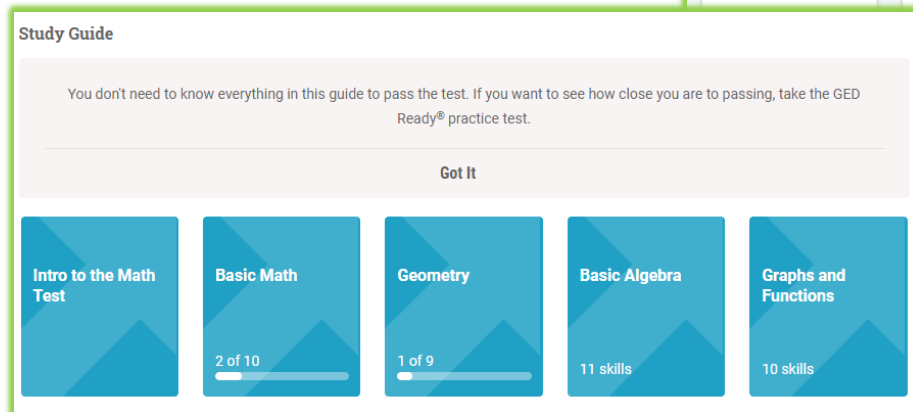 Study Guide
You don't need to know everything in this guide to pass the test. If you want to see how close you are to passing, take the GED
Ready® practice test.
Got It
Intro to the Math
Test
Basic Math
2 of 10
Geometry
1 of 9
Basic Algebra
11 skills
Graphs and
Functions
10 skills